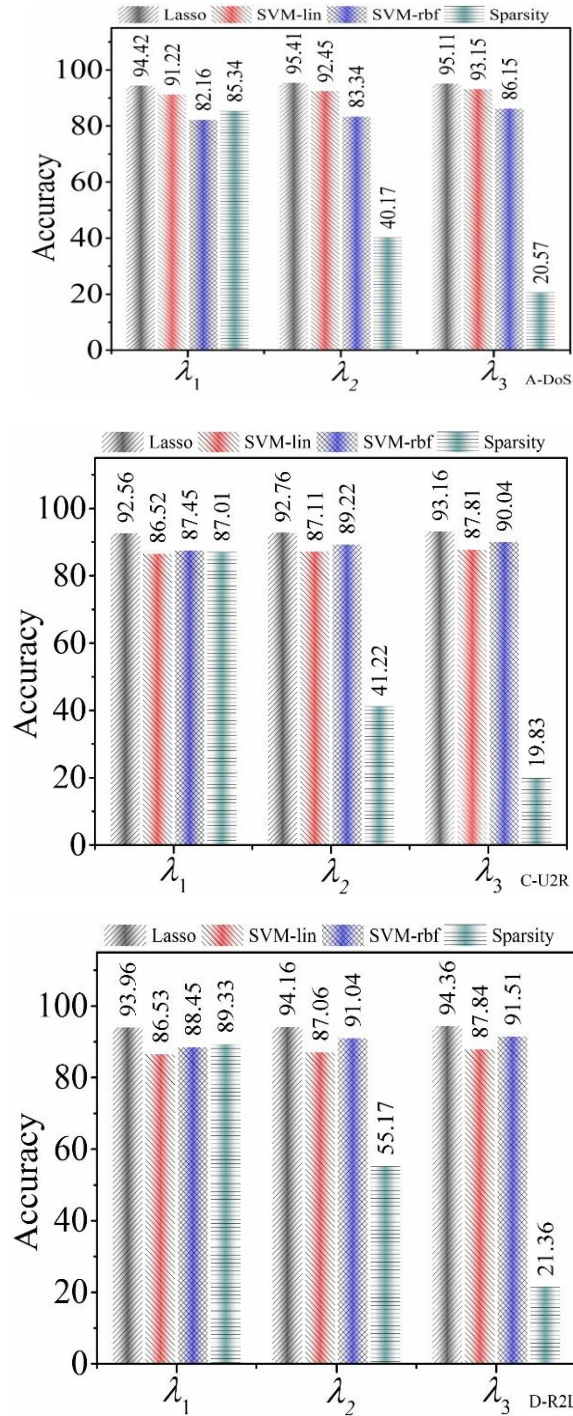 Lasso SVM-lin SVM-rbf Sparsity
94.42 91.22 82.16 85.34 95.41 92.45 83.34 40.17 95.11 93.15 86.15 20.57
Accuracy
100
80
60
40
20
0
λ1 λ2 λ3 A-DoS
Lasso SVM-lin SVM-rbf Sparsity
92.56 86.52 87.45 87.01 92.76 87.11 89.22 41.22 93.16 87.81 90.04 19.83
Accuracy
100
80
60
40
20
0
λ1 λ2 λ3 C-U2R
Lasso SVM-lin SVM-rbf Sparsity
93.96 86.53 88.45 89.33 94.16 87.06 91.04 55.17 94.36 87.84 91.51 21.36
Accuracy
100
80
60
40
20
0
λ1 λ2 λ3 D-R2L